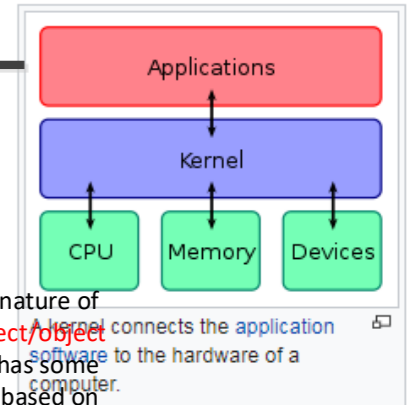 Applications
Kernel
CPU Memory Devices
nature of
A kernel connects the application
ect/object
software to the hardware of a
has some
computer.
based on